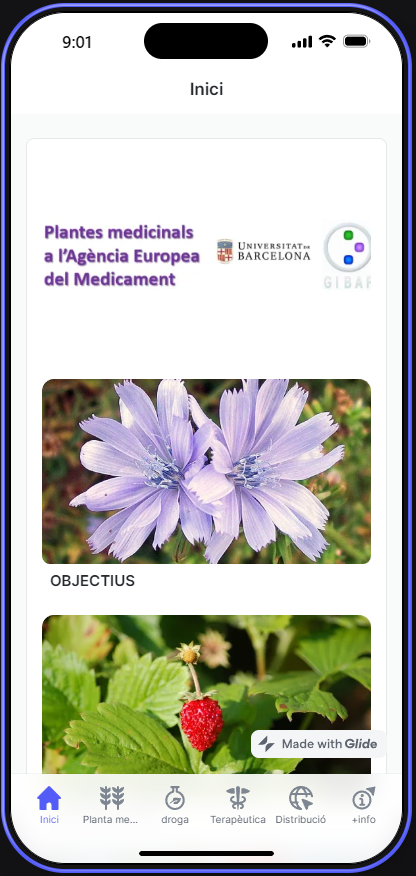 9:01
Inici
Plantes medicinals
a l'Agència Europea
del Medicament
UNIVERSITAT DE
BARCELONA
GIBAF
OBJECTIUS
Made with Glide
Inici
Planta me...
droga
Terapèutica
Distribució
+info